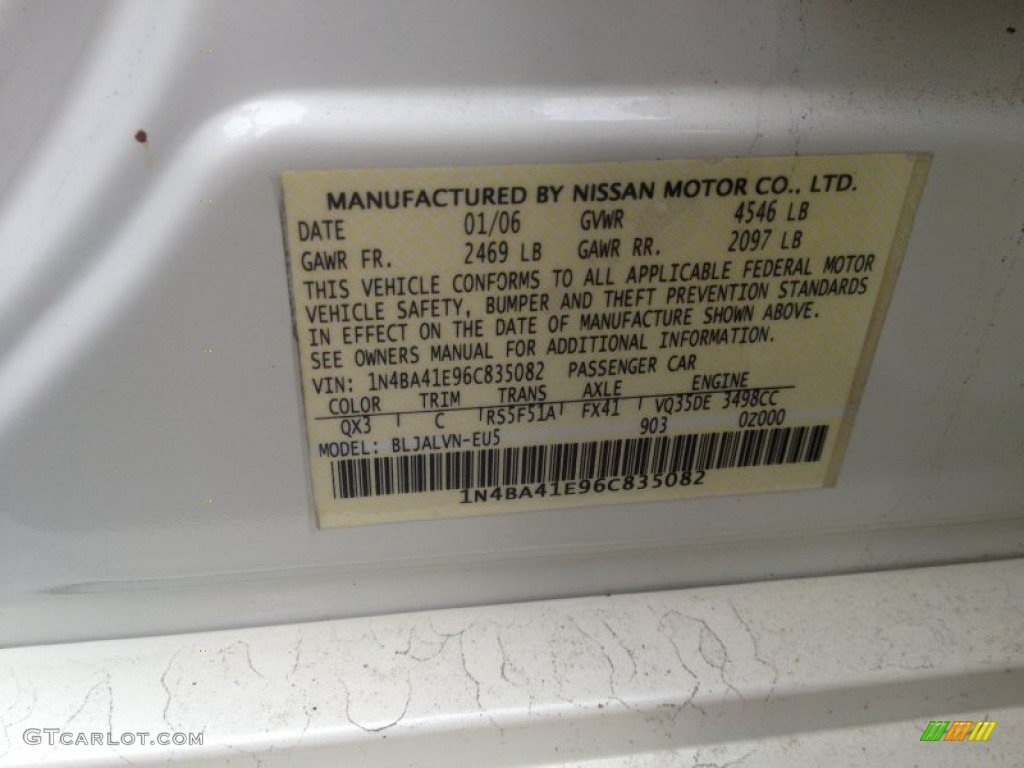 MANUFACTURED BY NISSAN MOTOR CO., LTD.
DATE 01/06 GVWR 4546 LB
GAWR FR. 2469 LB GAWR RR. 2097 LB
THIS VEHICLE CONFORMS TO ALL APPLICABLE FEDERAL MOTOR
VEHICLE SAFETY, BUMPER AND THEFT PREVENTION STANDARDS
IN EFFECT ON THE DATE OF MANUFACTURE SHOWN ABOVE.
SEE OWNERS MANUAL FOR ADDITIONAL INFORMATION.
VIN: 1N4BA41E96C835082 PASSENGER CAR
COLOR TRIM TRANS AXLE ENGINE
QX3 C RS5F51A FX41 VQ35DE 3498CC
903 0Z000
MODEL: BLJALVN-EU5
1N4BA41E96C835082
GTCARLOT.COM